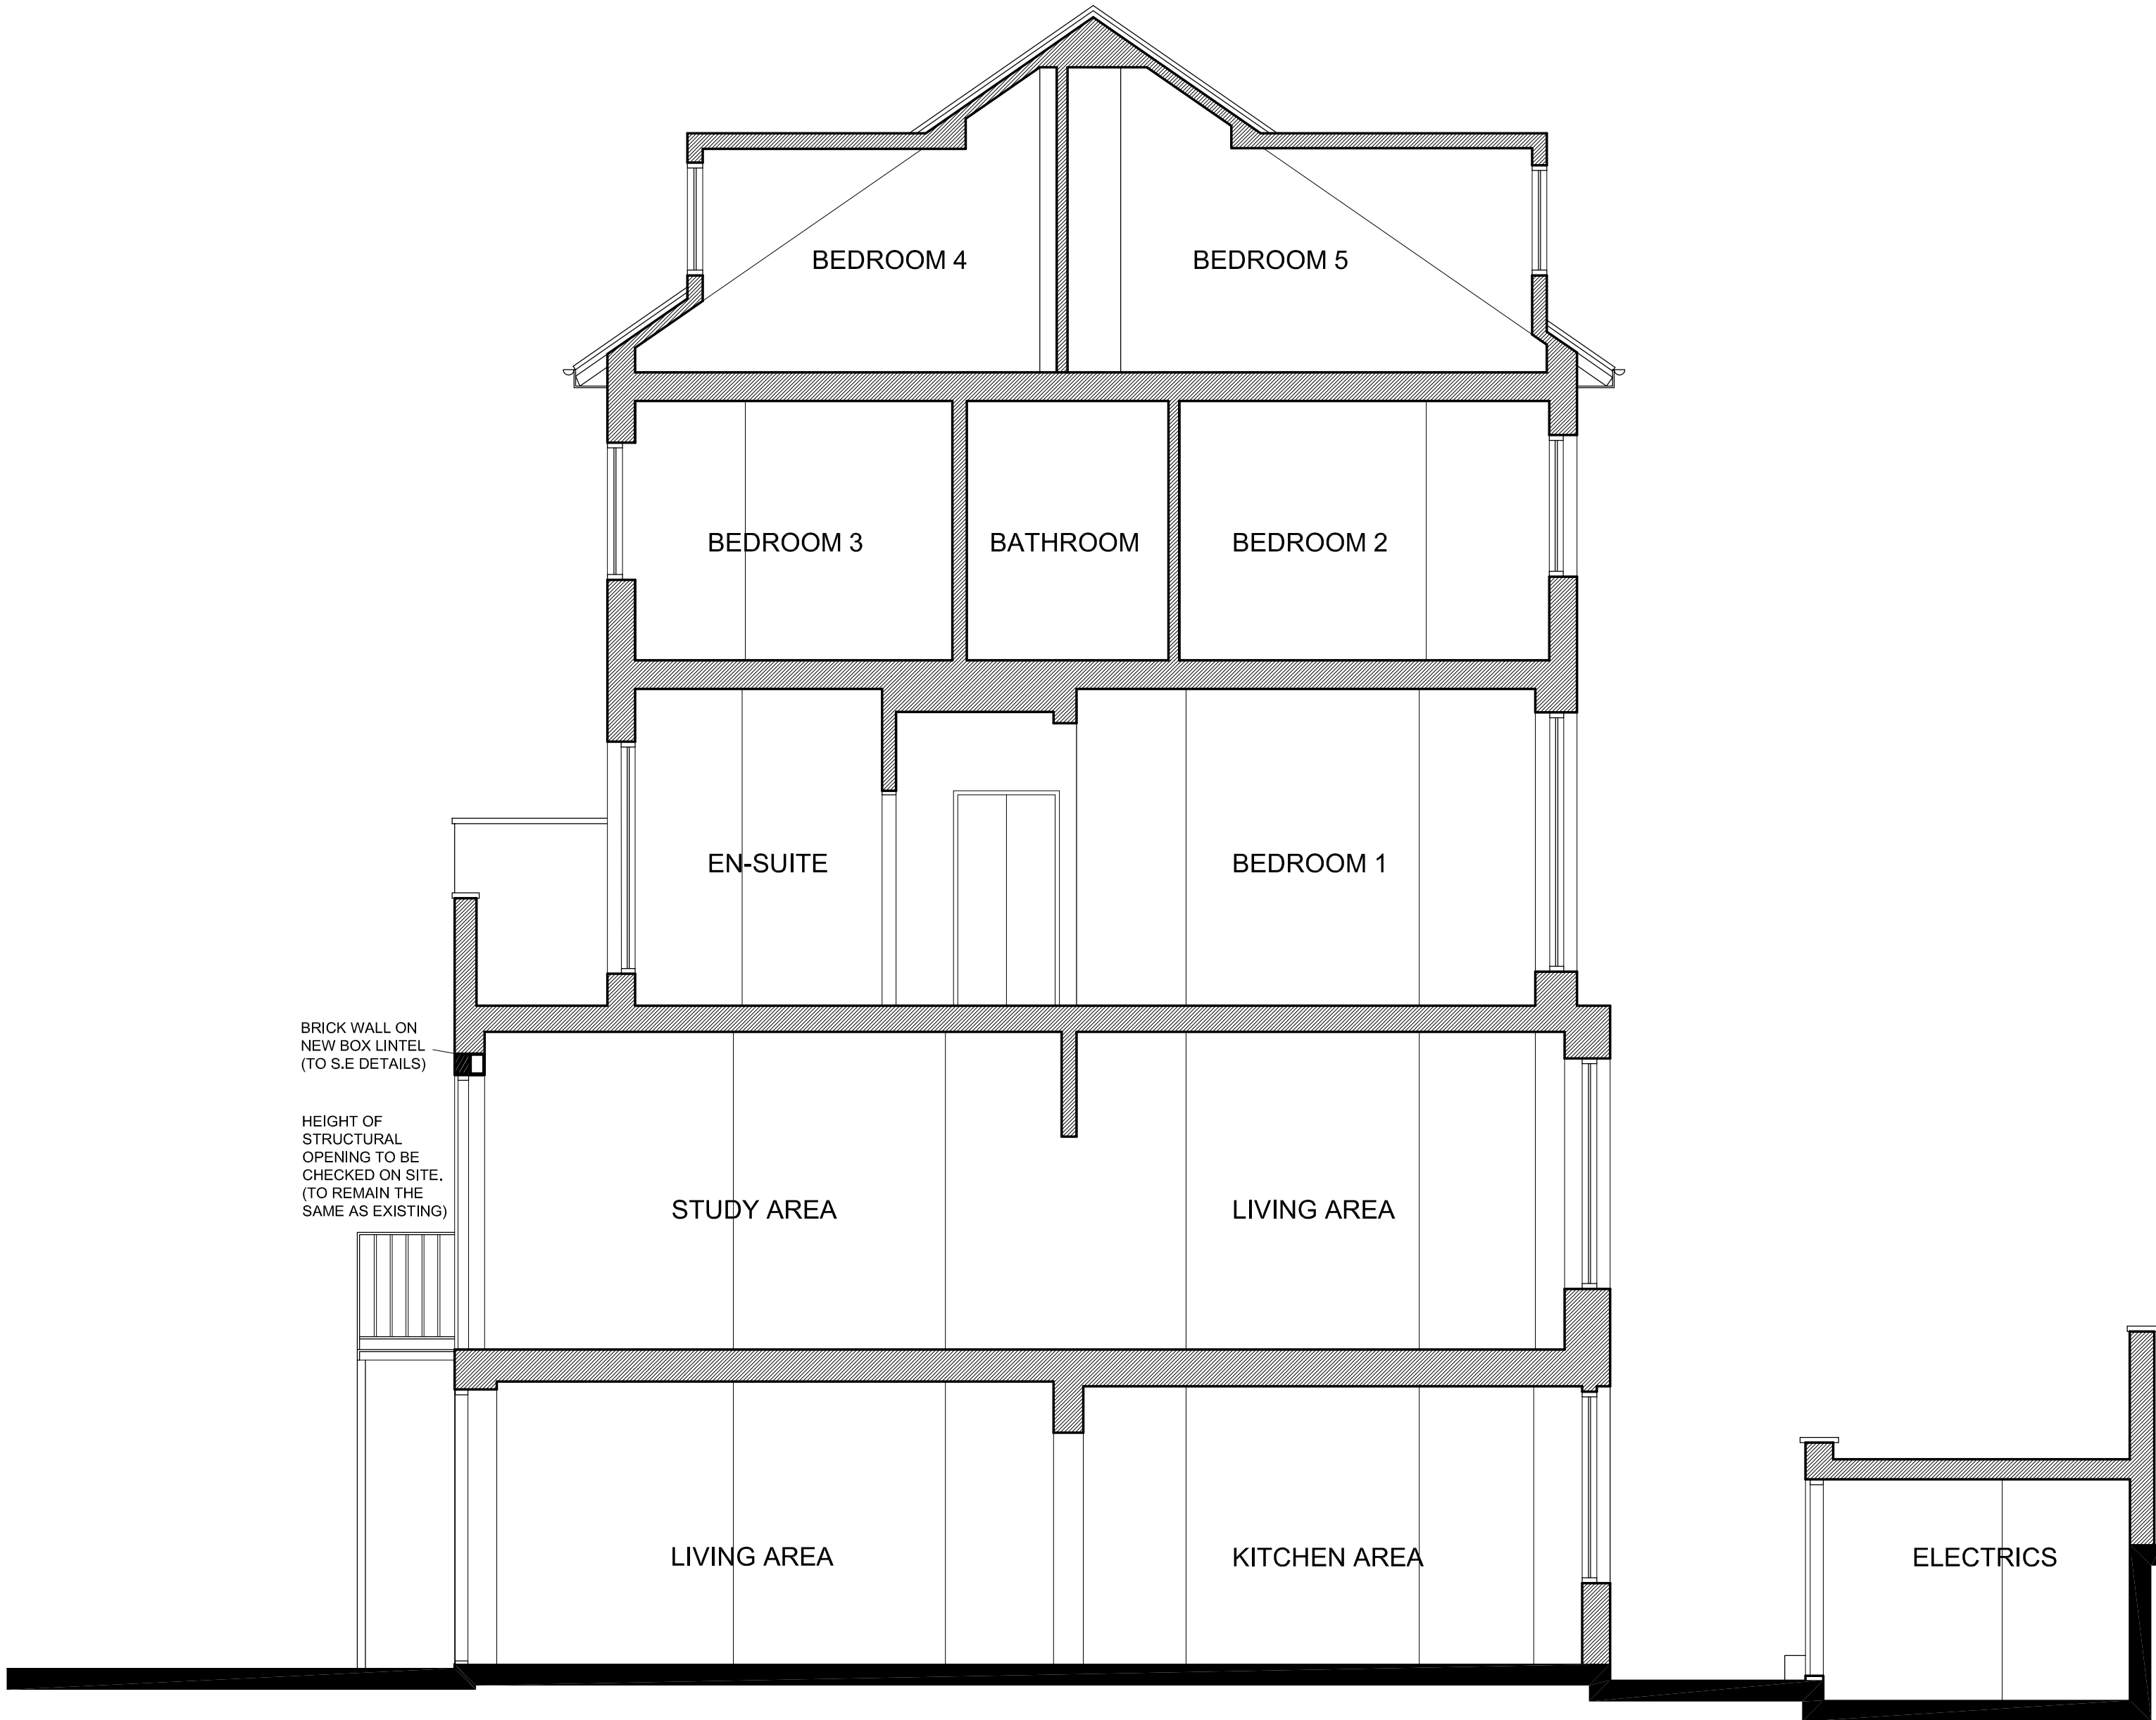 BEDROOM 4
BEDROOM 5
BEDROOM 3
BATHROOM
BEDROOM 2
EN-SUITE
BEDROOM 1
BRICK WALL ON
NEW BOX LINTEL
(TO S.E DETAILS)
HEIGHT OF
STRUCTURAL
OPENING TO BE
CHECKED ON SITE.
(TO REMAIN THE
SAME AS EXISTING)
STUDY AREA
LIVING AREA
LIVING AREA
KITCHEN AREA
ELECTRICS